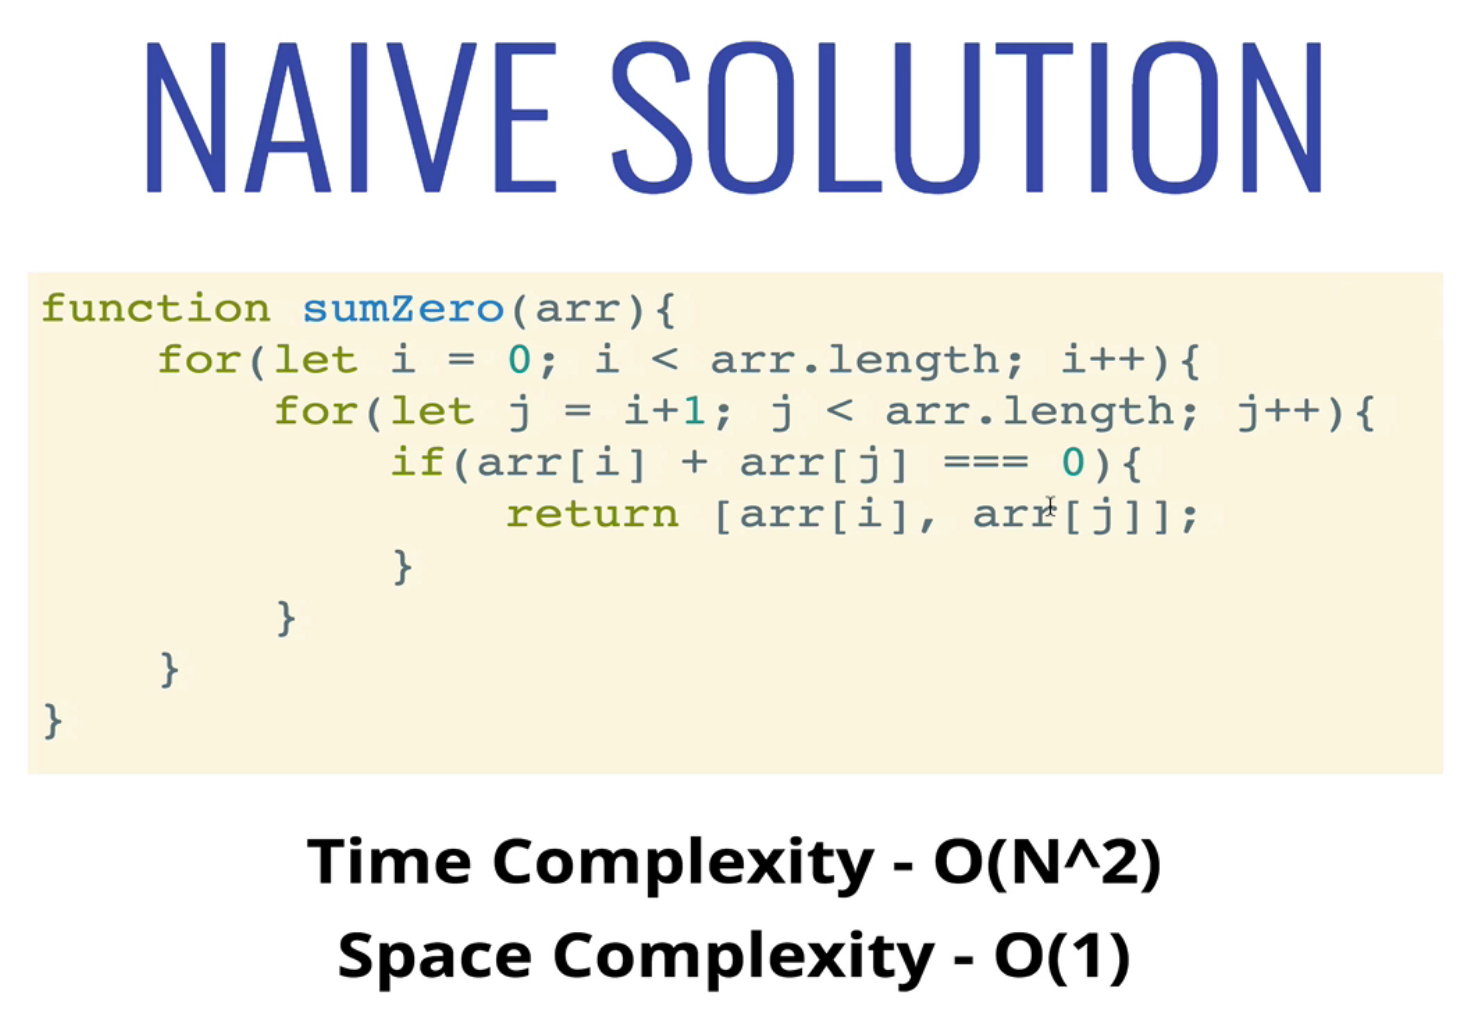 NAIVE SOLUTION
function sumZero(arr){
    for(let i = 0; i < arr.length; i++){
        for(let j = i+1; j < arr.length; j++){
            if(arr[i] + arr[j] === 0){
                return [arr[i], arr[j]];
            }
        }
    }
}
Time Complexity - O(N^2)
Space Complexity - O(1)